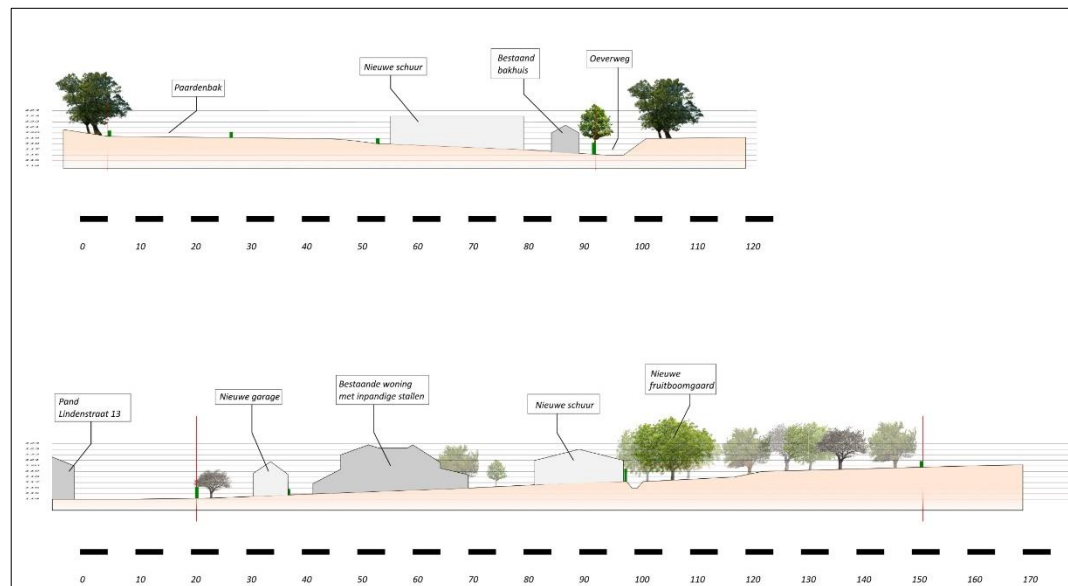 Bestaand
bakhuis
Oeverweg
Nieuwe schuur
Paardenbak
0 10 20 30 40 50 60 70 80 90 100 110 120
Nieuwe
fruitboomgaard
Bestaande woning
met inpandige stallen
Pand
Lindenstraat 13
Nieuwe garage
Nieuwe schuur
0 10 20 30 40 50 60 70 80 90 100 110 120 130 140 150 160 170